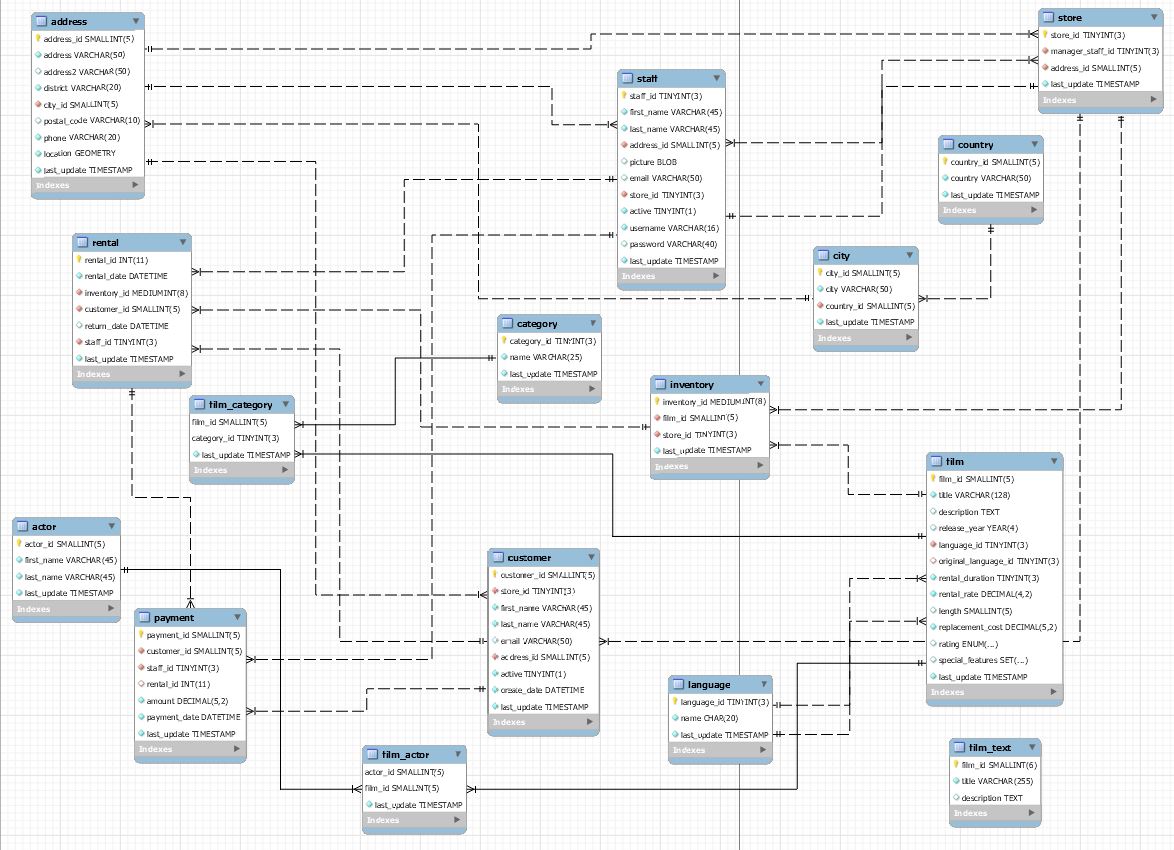 address
address_id SMALLINT(5)
address VARCHAR(50)
address2 VARCHAR(50)
district VARCHAR(20)
city_id SMALLINT(5)
postal_code VARCHAR(10)
phone VARCHAR(20)
location GEOMETRY
last_update TIMESTAMP
Indexes
store
store_id TINYINT(3)
manager_staff_id TINYINT(3)
address_id SMALLINT(5)
last_update TIMESTAMP
Indexes
staff
staff_id TINYINT(3)
first_name VARCHAR(45)
last_name VARCHAR(45)
address_id SMALLINT(5)
picture BLOB
email VARCHAR(50)
store_id TINYINT(3)
active TINYINT(1)
username VARCHAR(16)
password VARCHAR(40)
last_update TIMESTAMP
Indexes
country
country_id SMALLINT(5)
country VARCHAR(50)
last_update TIMESTAMP
Indexes
rental
rental_id INT(11)
rental_date DATETIME
inventory_id MEDIUMINT(8)
customer_id SMALLINT(5)
return_date DATETIME
staff_id TINYINT(3)
last_update TIMESTAMP
Indexes
city
city_id SMALLINT(5)
city VARCHAR(50)
country_id SMALLINT(5)
last_update TIMESTAMP
Indexes
category
category_id TINYINT(3)
name VARCHAR(25)
last_update TIMESTAMP
Indexes
inventory
inventory_id MEDIUMINT(8)
film_id SMALLINT(5)
store_id TINYINT(3)
last_update TIMESTAMP
Indexes
film_category
film_id SMALLINT(5)
category_id TINYINT(3)
last_update TIMESTAMP
Indexes
film
film_id SMALLINT(5)
title VARCHAR(128)
description TEXT
release_year YEAR(4)
language_id TINYINT(3)
original_language_id TINYINT(3)
rental_duration TINYINT(3)
rental_rate DECIMAL(4,2)
length SMALLINT(5)
replacement_cost DECIMAL(5,2)
rating ENUM(...)
special_features SET(...)
last_update TIMESTAMP
Indexes
actor
actor_id SMALLINT(5)
first_name VARCHAR(45)
last_name VARCHAR(45)
last_update TIMESTAMP
Indexes
customer
customer_id SMALLINT(5)
store_id TINYINT(3)
first_name VARCHAR(45)
last_name VARCHAR(45)
email VARCHAR(50)
address_id SMALLINT(5)
active TINYINT(1)
create_date DATETIME
last_update TIMESTAMP
Indexes
payment
payment_id SMALLINT(5)
customer_id SMALLINT(5)
staff_id TINYINT(3)
rental_id INT(11)
amount DECIMAL(5,2)
payment_date DATETIME
last_update TIMESTAMP
Indexes
language
language_id TINYINT(3)
name CHAR(20)
last_update TIMESTAMP
Indexes
film_actor
actor_id SMALLINT(5)
film_id SMALLINT(5)
last_update TIMESTAMP
Indexes
film_text
film_id SMALLINT(6)
title VARCHAR(255)
description TEXT
Indexes